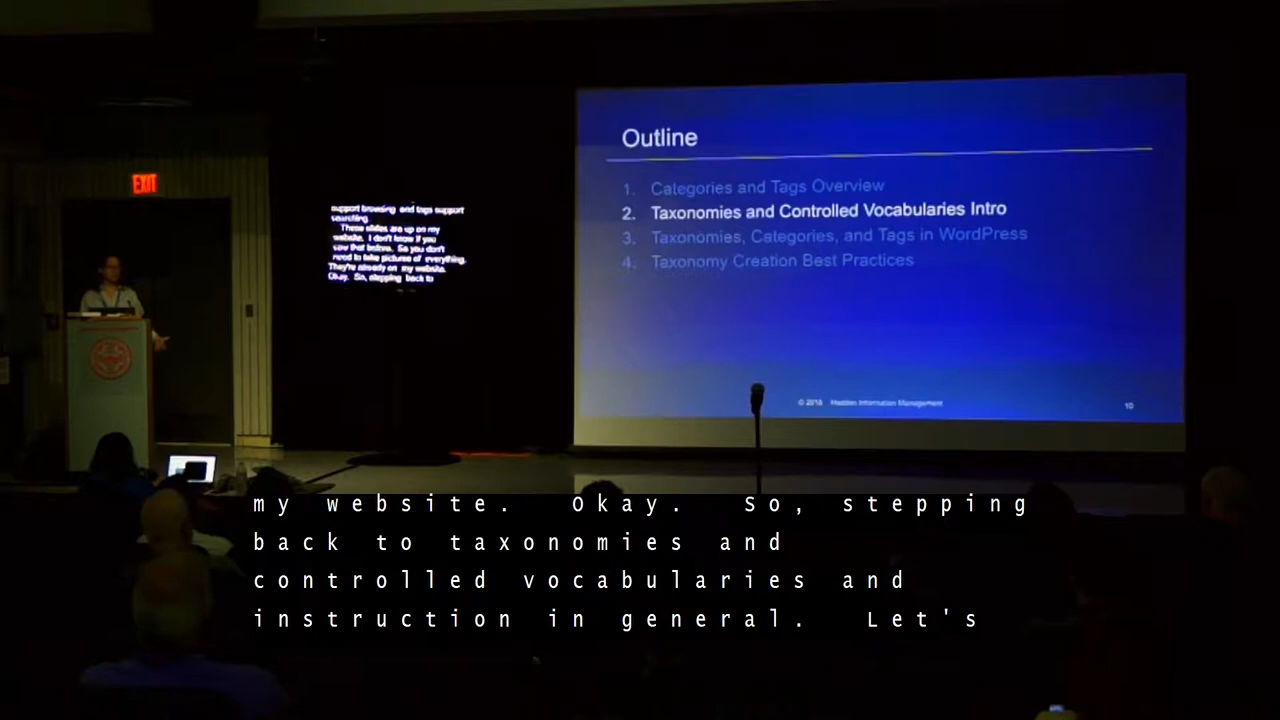 EXIT
support browsing and tags support
searching.
These slides are up on my
website. I don't know if you
saw that before. So you don't
need to take pictures of everything.
They're already on my website.
Okay. So, stepping back to
Outline
1. Categories and Tags Overview
2. Taxonomies and Controlled Vocabularies Intro
3. Taxonomies, Categories, and Tags in WordPress
4. Taxonomy Creation Best Practices
© 2018 Hedden Information Management
10
my website. Okay. So, stepping
back to taxonomies and
controlled vocabularies and
instruction in general. Let's